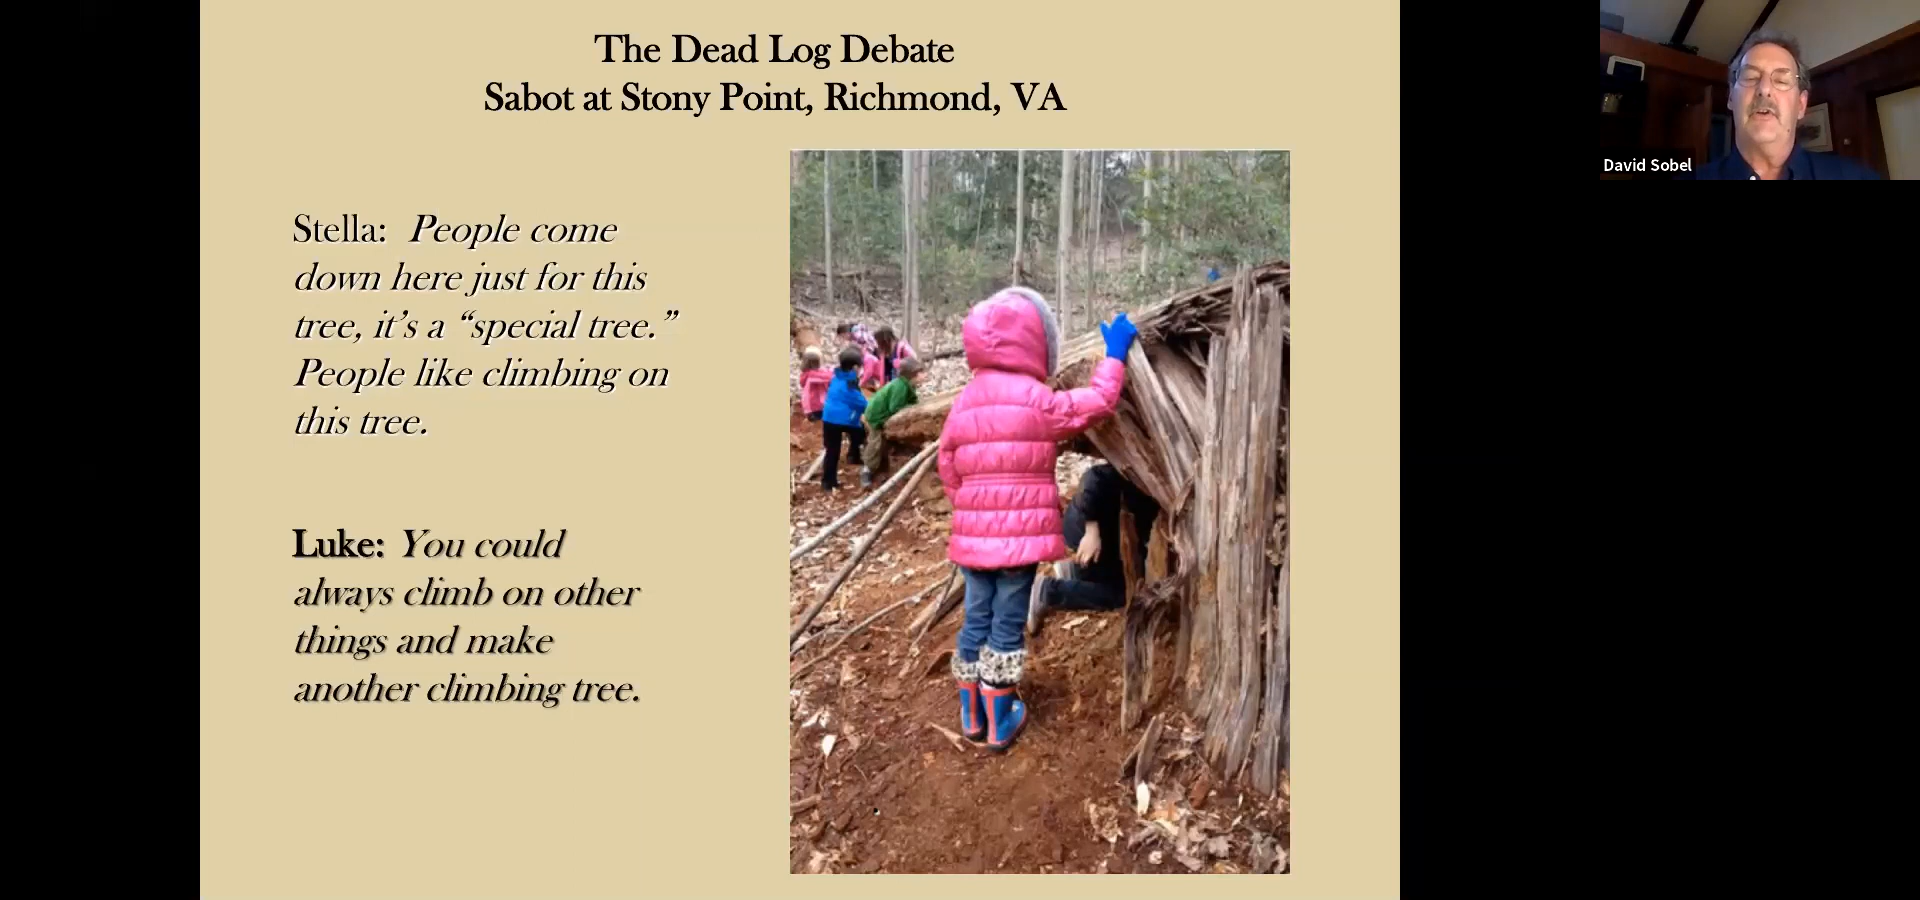 The Dead Log Debate
Sabot at Stony Point, Richmond, VA
Stella: People come
down here just for this
tree, it's a “special tree.”
People like climbing on
this tree.
Luke: You could
always climb on other
things and make
another climbing tree.
David Sobel